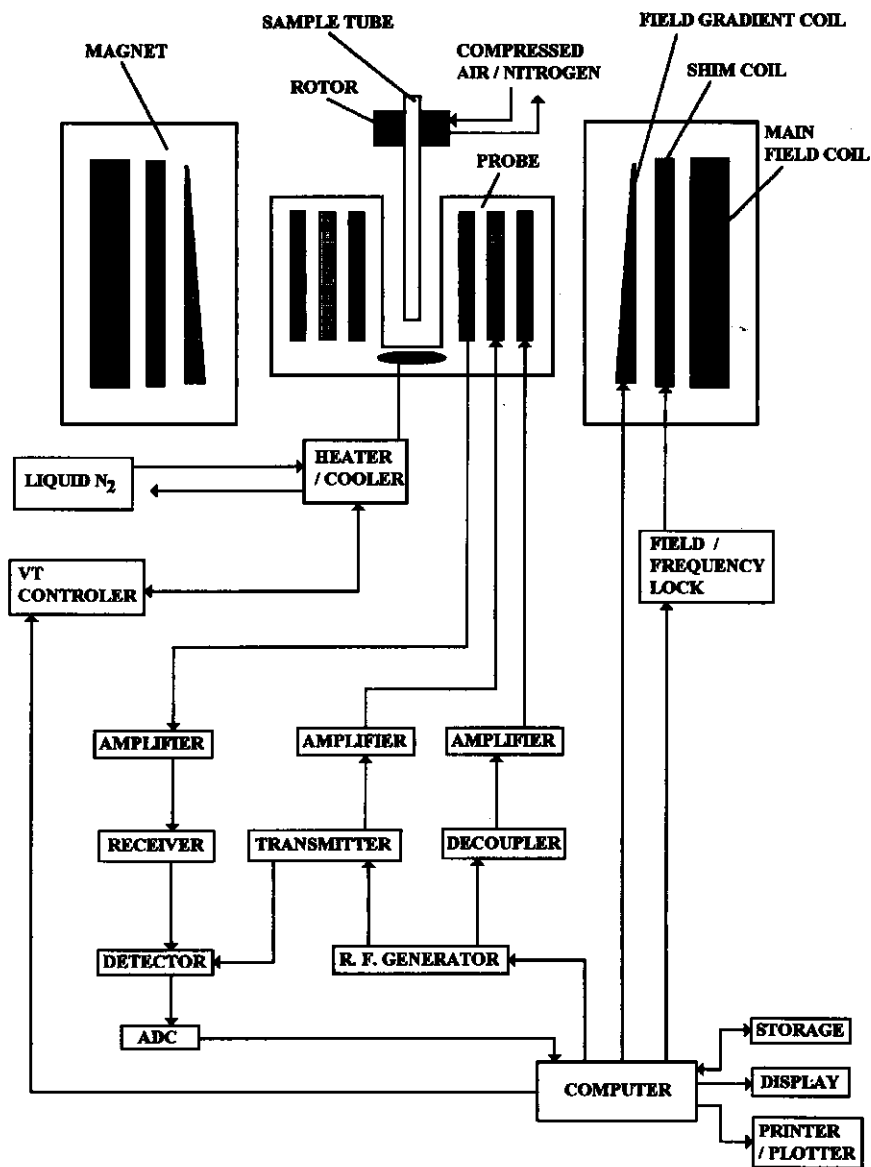 SAMPLE TUBE
FIELD GRADIENT COIL
MAGNET
COMPRESSED
AIR / NITROGEN
SHIM COIL
ROTOR
MAIN
FIELD COIL
PROBE
LIQUID N₂
HEATER
/ COOLER
VT
CONTROLER
FIELD /
FREQUENCY
LOCK
AMPLIFIER
AMPLIFIER
AMPLIFIER
RECEIVER
TRANSMITTER
DECOUPLER
DETECTOR
R. F. GENERATOR
ADC
COMPUTER
STORAGE
DISPLAY
PRINTER
/ PLOTTER